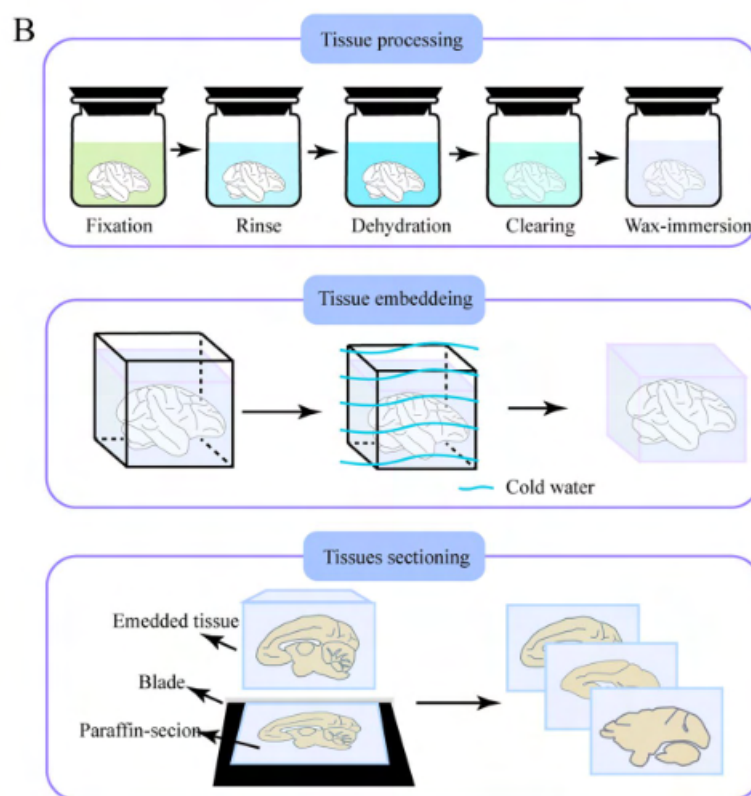 B
Tissue processing
Fixation
Rinse
Dehydration
Clearing
Wax-immersion
Tissue embeddeing
Cold water
Tissues sectioning
Emedded tissue
Blade
Paraffin-secion